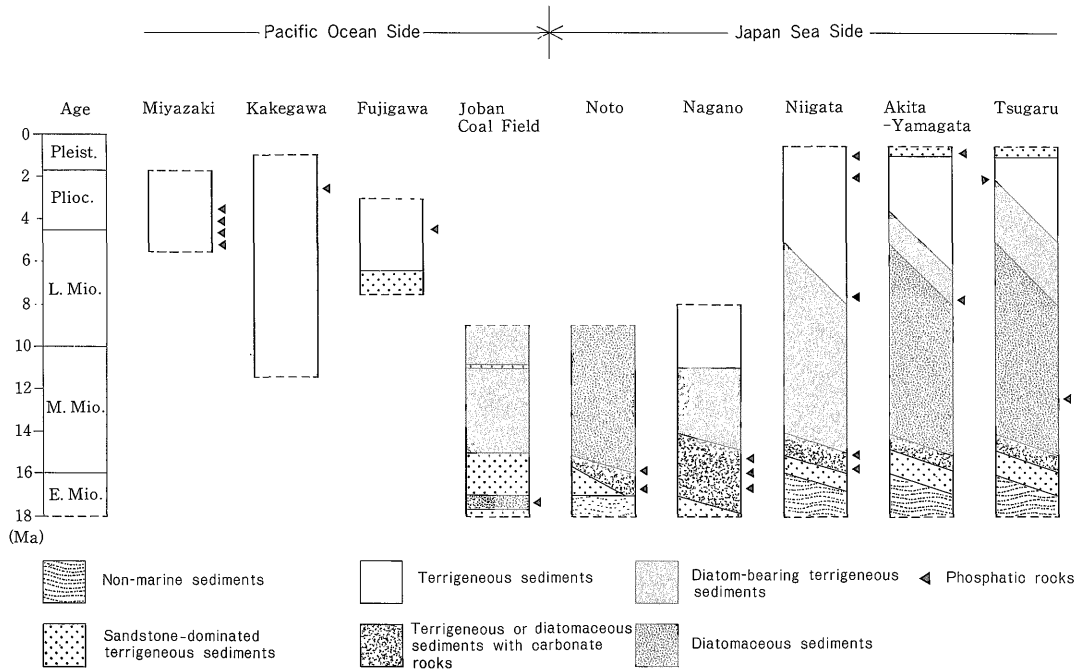 Pacific Ocean Side
Japan Sea Side
Age
Miyazaki
Kakegawa
Fujigawa
Joban
Coal Field
Noto
Nagano
Niigata
Akita
-Yamagata
Tsugaru
0
Pleist.
2
Plioc.
4
6
L. Mio.
8
10
12
M. Mio.
14
16
E. Mio.
18
(Ma)
Non-marine sediments
Terrigeneous sediments
Diatom-bearing terrigeneous
sediments
Phosphatic rocks
Sandstone-dominated
terrigeneous sediments
Terrigeneous or diatomaceous
sediments with carbonate
rocks
Diatomaceous sediments